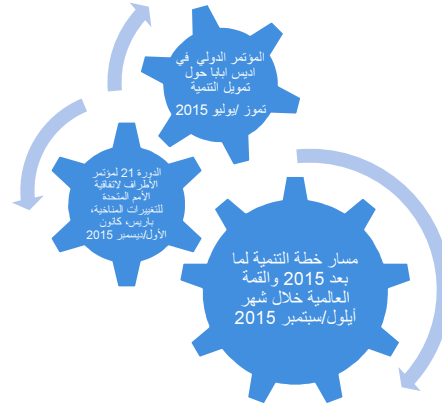 المؤتمر الدولي في
اديس ابابا حول
تمويل التنمية
تموز /يوليو 2015
الدورة 21 لمؤتمر
الأطراف لاتفاقية
الأمم المتحدة
للتغييرات المناخية،
باريس، كانون
الأول/ديسمبر 2015
مسار خطة التنمية لما
بعد 2015 والقمة
العالمية خلال شهر
أيلول/سبتمبر 2015